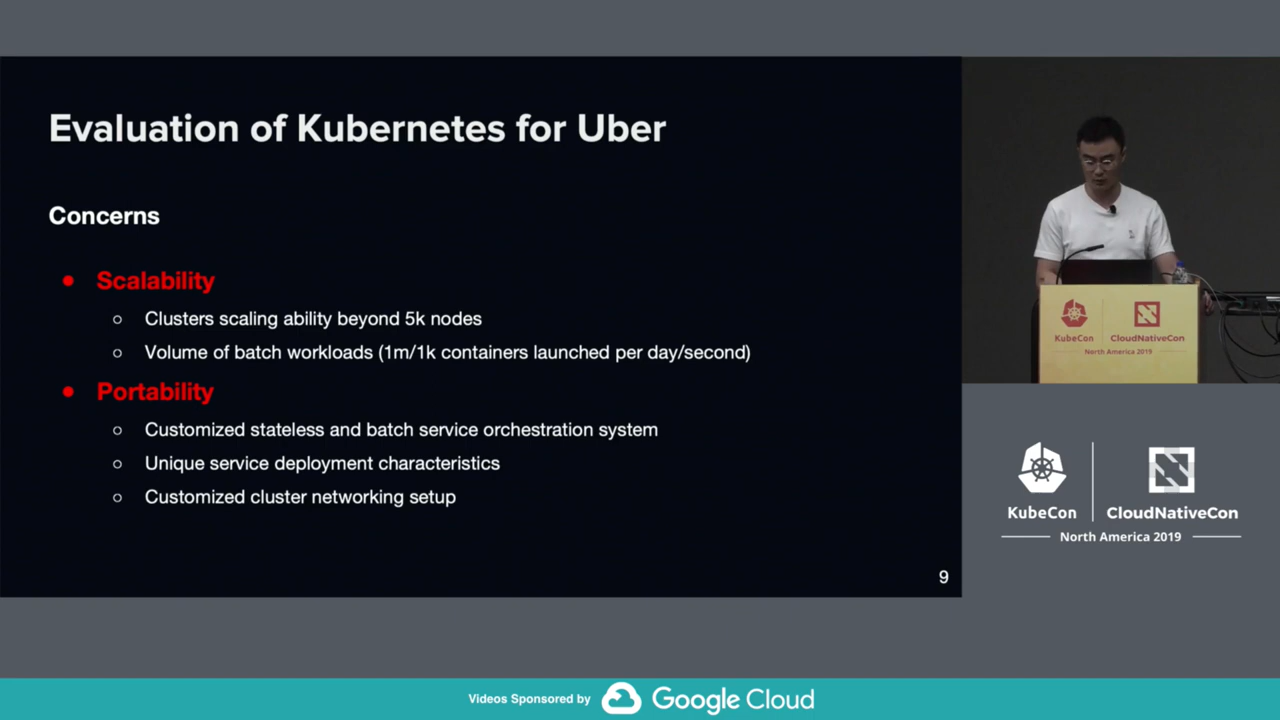 Evaluation of Kubernetes for Uber
Concerns
Scalability
Clusters scaling ability beyond 5k nodes
Volume of batch workloads (1m/1k containers launched per day/second)
Portability
Customized stateless and batch service orchestration system
Unique service deployment characteristics
Customized cluster networking setup
9
KubeCon CloudNativeCon
North America 2019
KubeCon CloudNativeCon
North America 2019
Videos Sponsored by Google Cloud